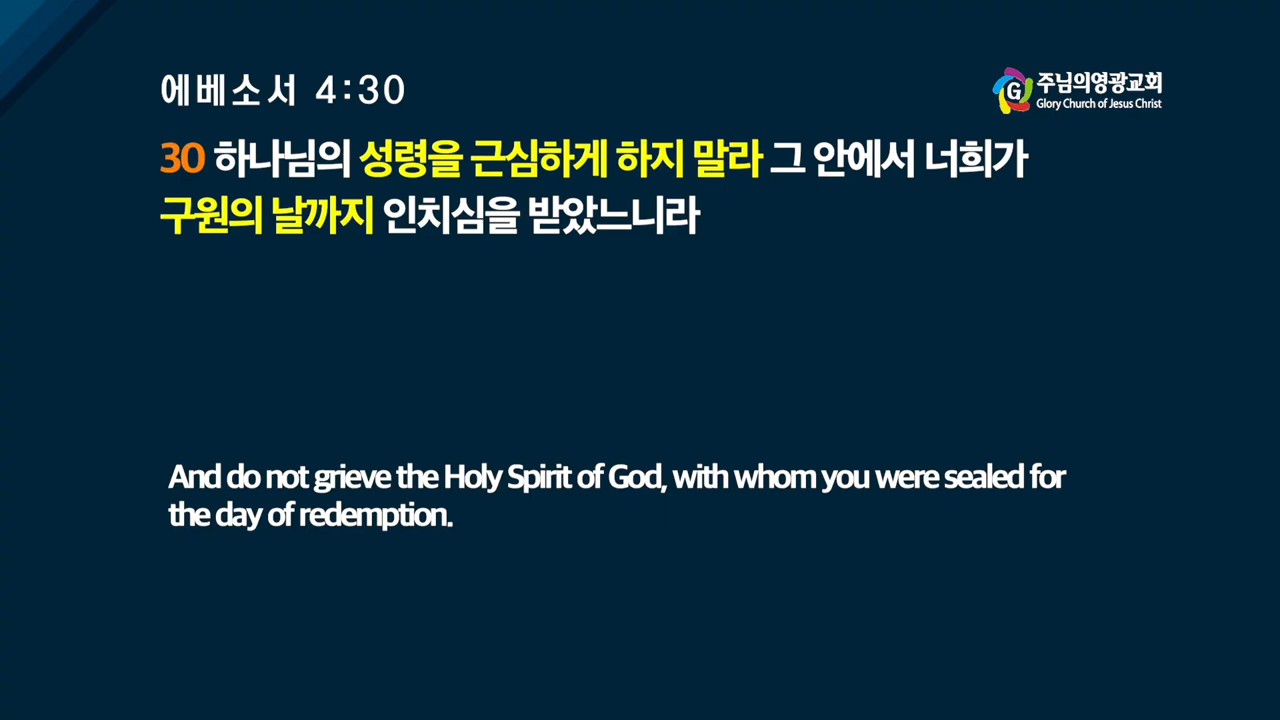 에베소서 4:30
G 주님의영광교회
Glory Church of Jesus Christ
30 하나님의 성령을 근심하게 하지 말라 그 안에서 너희가
구원의 날까지 인치심을 받았느니라
And do not grieve the Holy Spirit of God, with whom you were sealed for
the day of redemption.